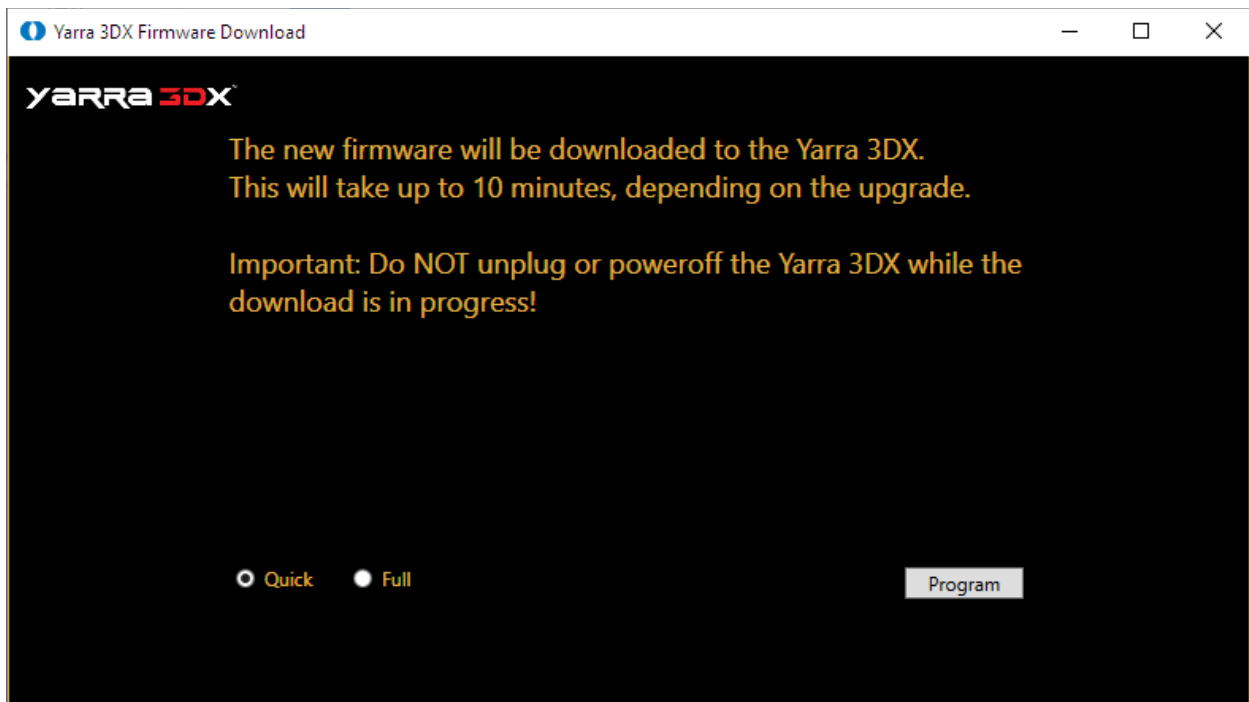 Yarra 3DX Firmware Download
YARRA 3DX
The new firmware will be downloaded to the Yarra 3DX.
This will take up to 10 minutes, depending on the upgrade.
Important: Do NOT unplug or poweroff the Yarra 3DX while the
download is in progress!
Quick Full Program